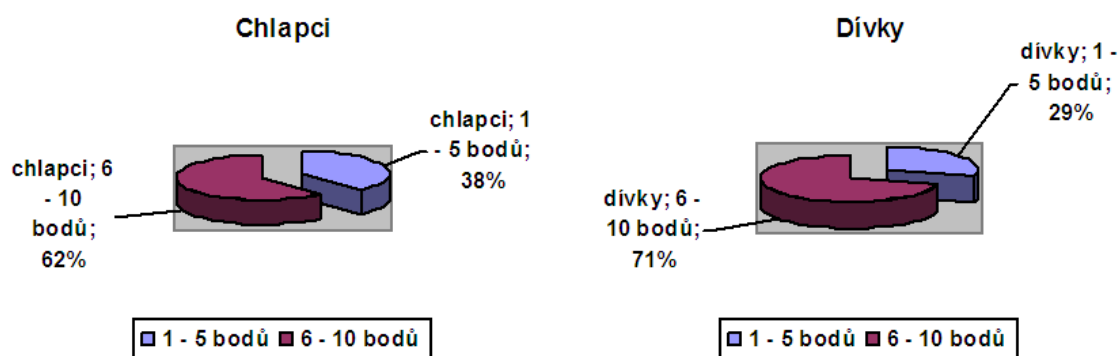 Chlapci
chlapci; 1
- 5 bodů;
38%
chlapci; 6
- 10
bodů;
62%
1 - 5 bodů 6 - 10 bodů
Dívky
dívky; 1 -
5 bodů;
29%
dívky; 6 -
10 bodů;
71%
1 - 5 bodů 6 - 10 bodů